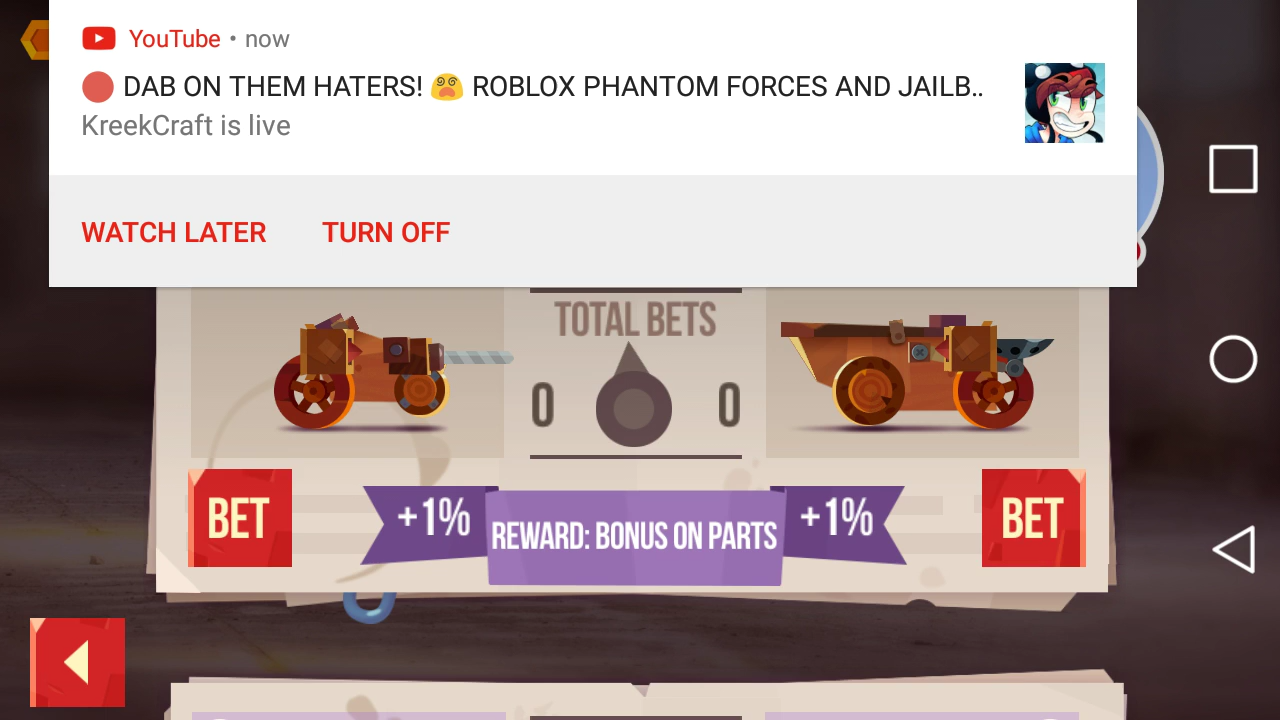 YouTube • now
🔴 DAB ON THEM HATERS! 😵 ROBLOX PHANTOM FORCES AND JAILB..
KreekCraft is live
WATCH LATER TURN OFF
TOTAL BETS
0 0
BET +1% REWARD: BONUS ON PARTS +1% BET